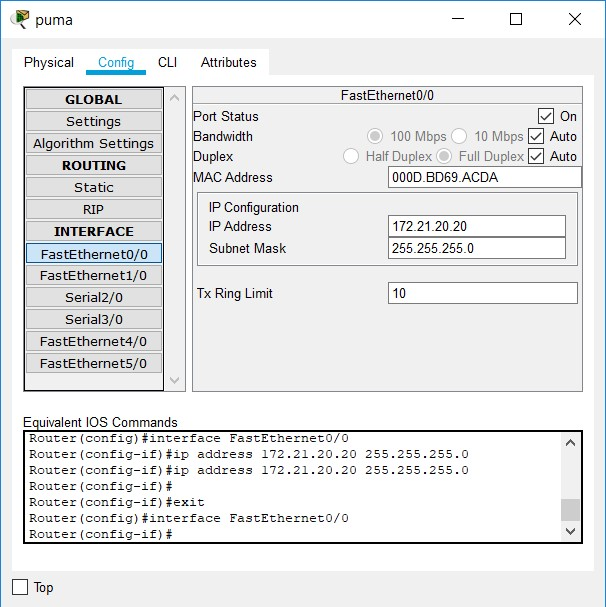 puma
Physical Config CLI Attributes
GLOBAL
Settings
Algorithm Settings
ROUTING
Static
RIP
INTERFACE
FastEthernet0/0
FastEthernet1/0
Serial2/0
Serial3/0
FastEthernet4/0
FastEthernet5/0
FastEthernet0/0
Port Status On
Bandwidth 100 Mbps 10 Mbps Auto
Duplex Half Duplex Full Duplex Auto
MAC Address 000D.BD69.ACDA
IP Configuration
IP Address 172.21.20.20
Subnet Mask 255.255.255.0
Tx Ring Limit 10
Equivalent IOS Commands
Router(config)#interface FastEthernet0/0
Router(config-if)#ip address 172.21.20.20 255.255.255.0
Router(config-if)#ip address 172.21.20.20 255.255.255.0
Router(config-if)#
Router(config-if)#exit
Router(config)#interface FastEthernet0/0
Router(config-if)#
Top